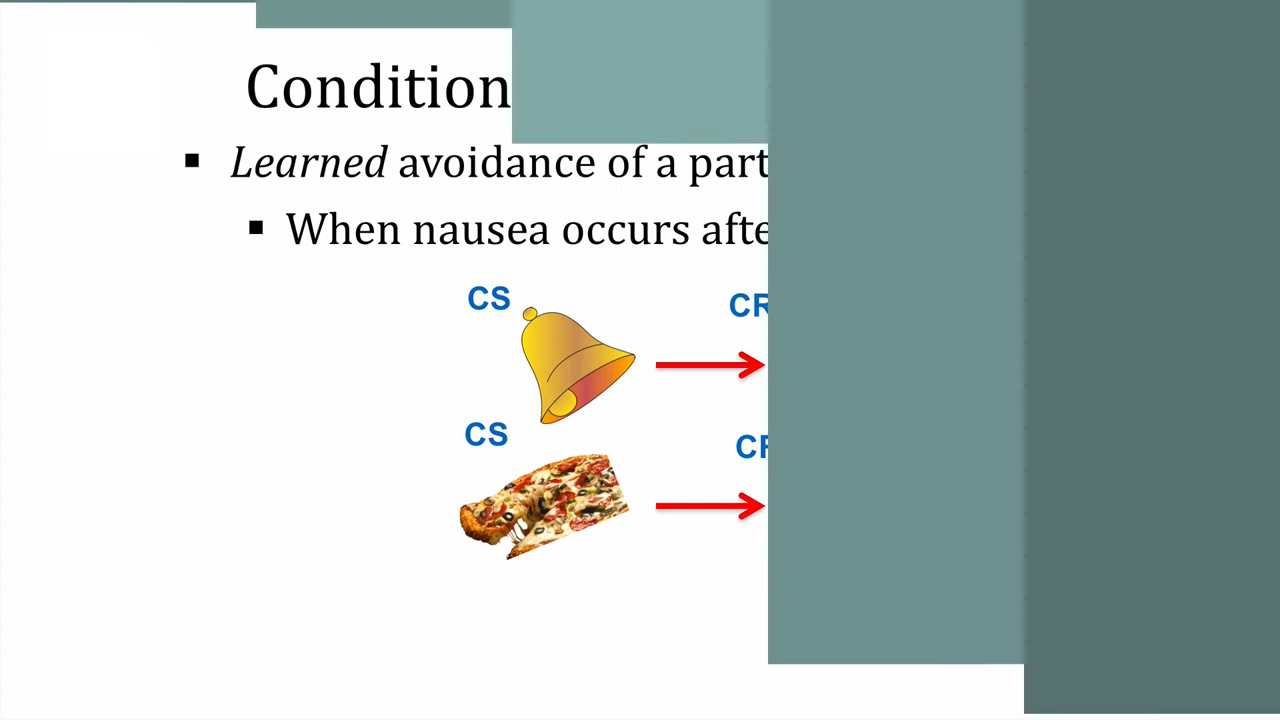 Condition
▪ Learned avoidance of a part
▪ When nausea occurs afte
CS
CR
CS
CR